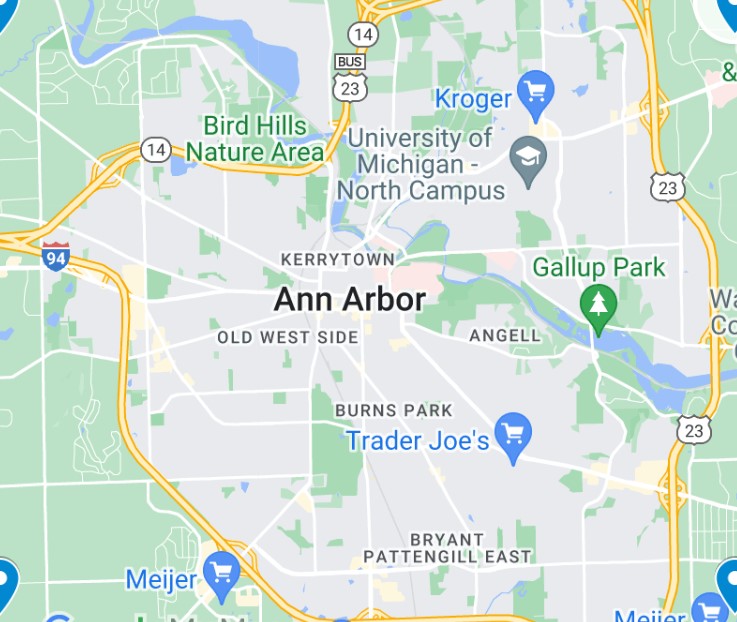 14
BUS
23
Kroger
Bird Hills
Nature Area
University of
Michigan -
North Campus
14
23
94
KERRYTOWN
Gallup Park
Ann Arbor
OLD WEST SIDE
ANGELL
BURNS PARK
Trader Joe's
23
BRYANT
PATTENGILL EAST
Meijer
Meijer